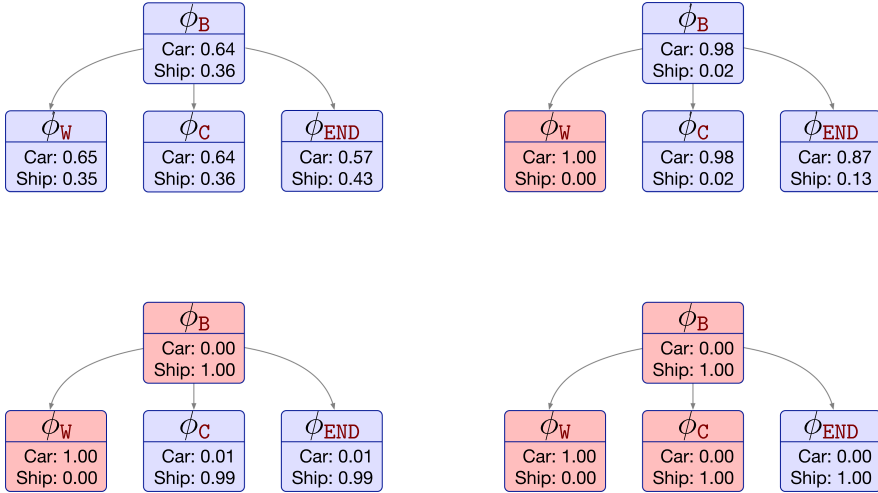 ϕB
Car: 0.64
Ship: 0.36
ϕW
Car: 0.65
Ship: 0.35
ϕC
Car: 0.64
Ship: 0.36
ϕEND
Car: 0.57
Ship: 0.43
ϕB
Car: 0.98
Ship: 0.02
ϕW
Car: 1.00
Ship: 0.00
ϕC
Car: 0.98
Ship: 0.02
ϕEND
Car: 0.87
Ship: 0.13
ϕB
Car: 0.00
Ship: 1.00
ϕW
Car: 1.00
Ship: 0.00
ϕC
Car: 0.01
Ship: 0.99
ϕEND
Car: 0.01
Ship: 0.99
ϕB
Car: 0.00
Ship: 1.00
ϕW
Car: 1.00
Ship: 0.00
ϕC
Car: 0.00
Ship: 1.00
ϕEND
Car: 0.00
Ship: 1.00